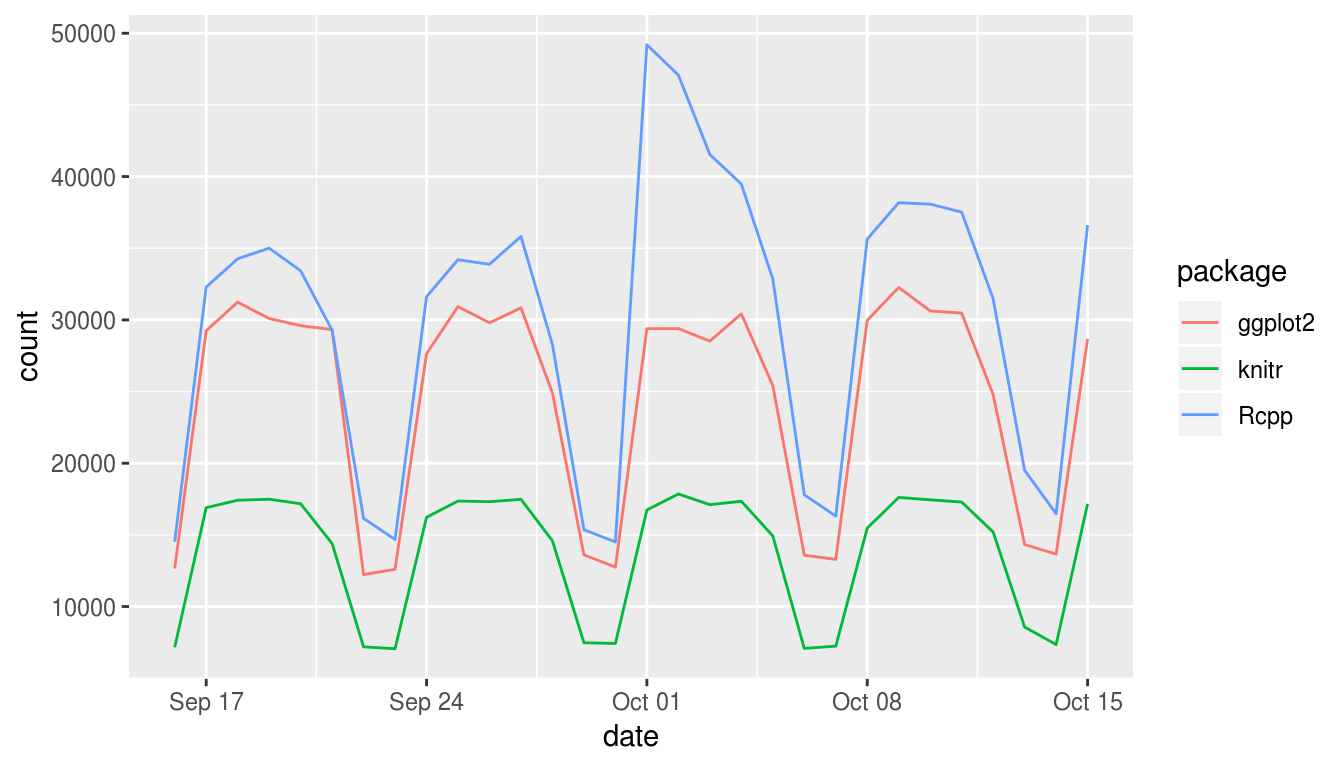 50000
40000
30000
20000
10000
count
Sep 17
Sep 24
Oct 01
Oct 08
Oct 15
date
package
ggplot2
knitr
Rcpp